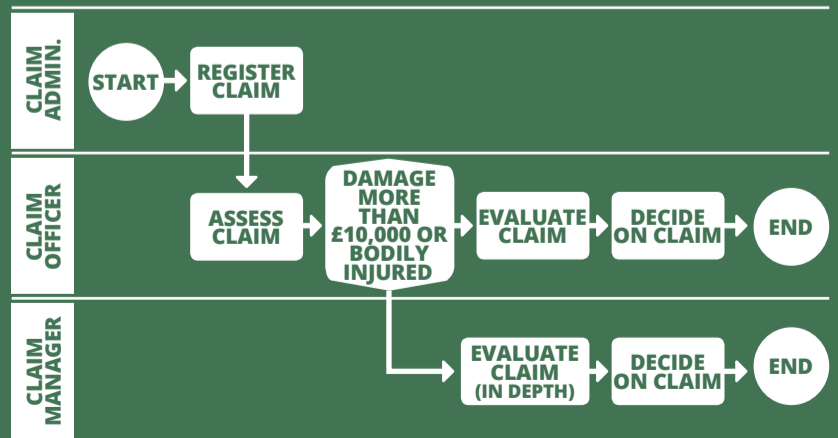 CLAIM
ADMIN.
START
REGISTER
CLAIM
CLAIM
OFFICER
ASSESS
CLAIM
DAMAGE
MORE
THAN
£10,000 OR
BODILY
INJURED
EVALUATE
CLAIM
DECIDE
ON CLAIM
END
CLAIM
MANAGER
EVALUATE
CLAIM
(IN DEPTH)
DECIDE
ON CLAIM
END